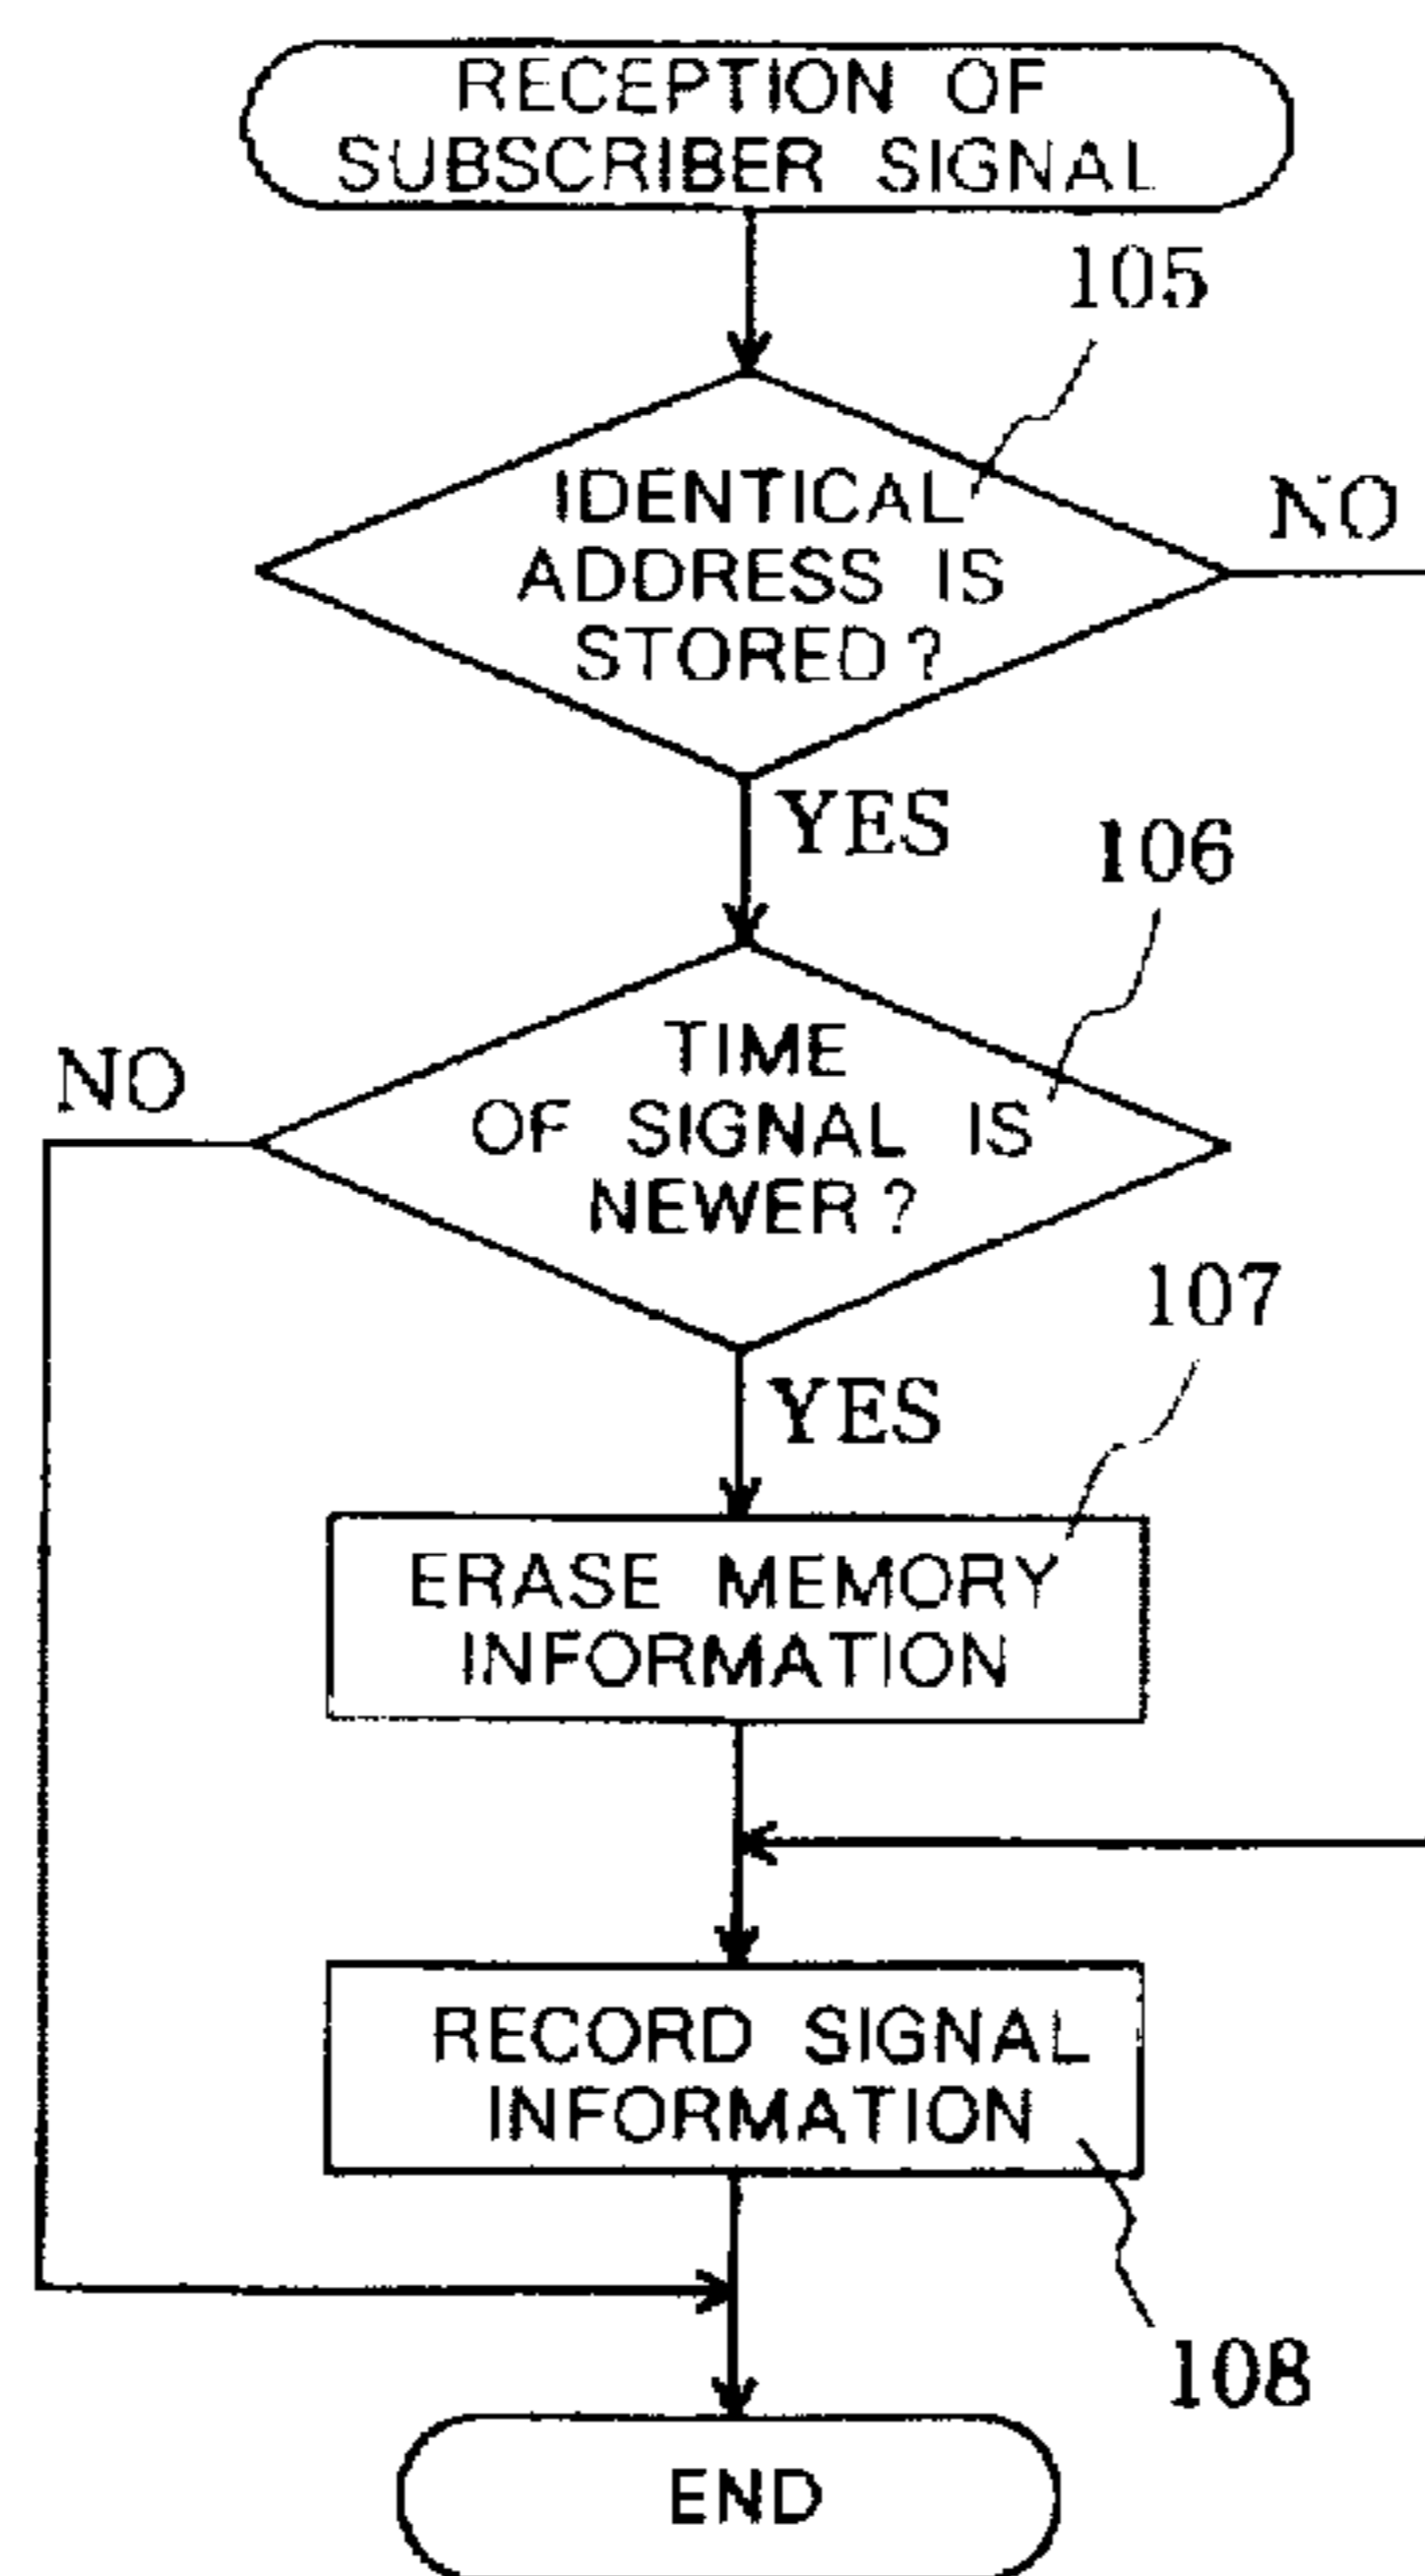 RECEPTION OF
SUBSCRIBER SIGNAL
105
IDENTICAL
ADDRESS IS
STORED?
NO
YES
106
TIME
OF SIGNAL IS
NEWER?
NO
107
YES
ERASE MEMORY
INFORMATION
RECORD SIGNAL
INFORMATION
108
END